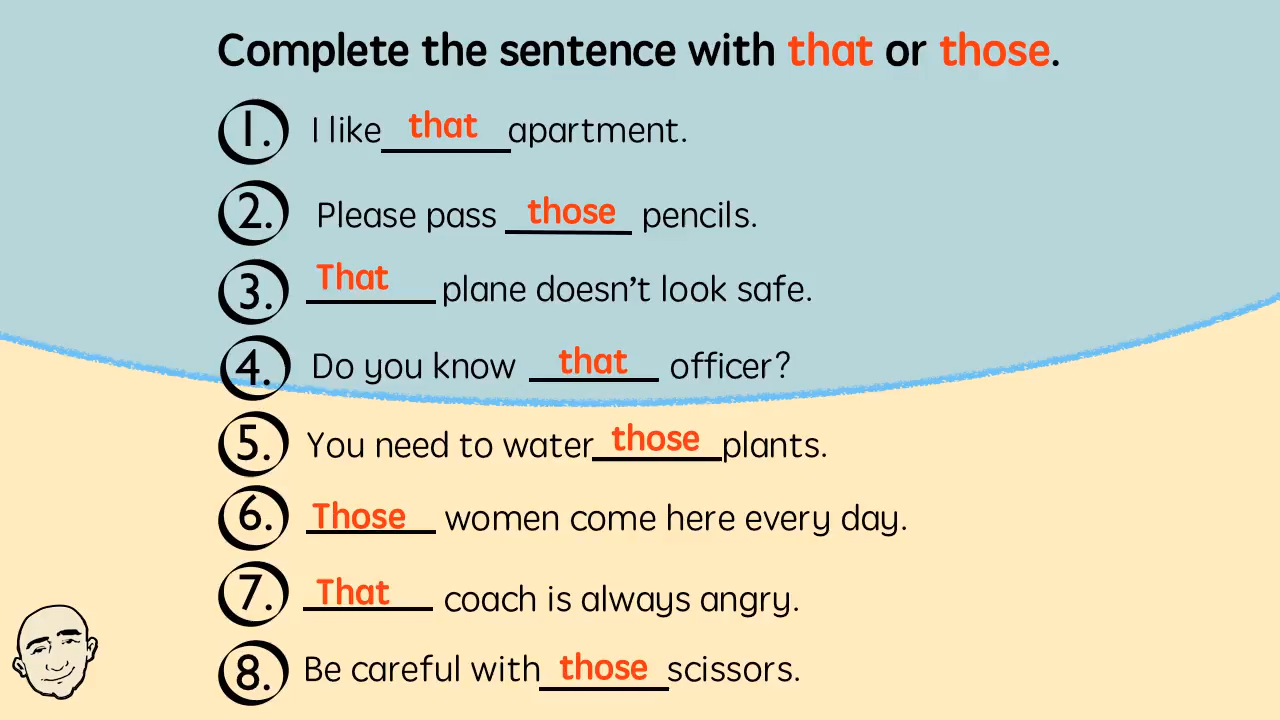 Complete the sentence with that or those.
1. I like that apartment.
2. Please pass those pencils.
3. That plane doesn't look safe.
4. Do you know that officer?
5. You need to water those plants.
6. Those women come here every day.
7. That coach is always angry.
8. Be careful with those scissors.